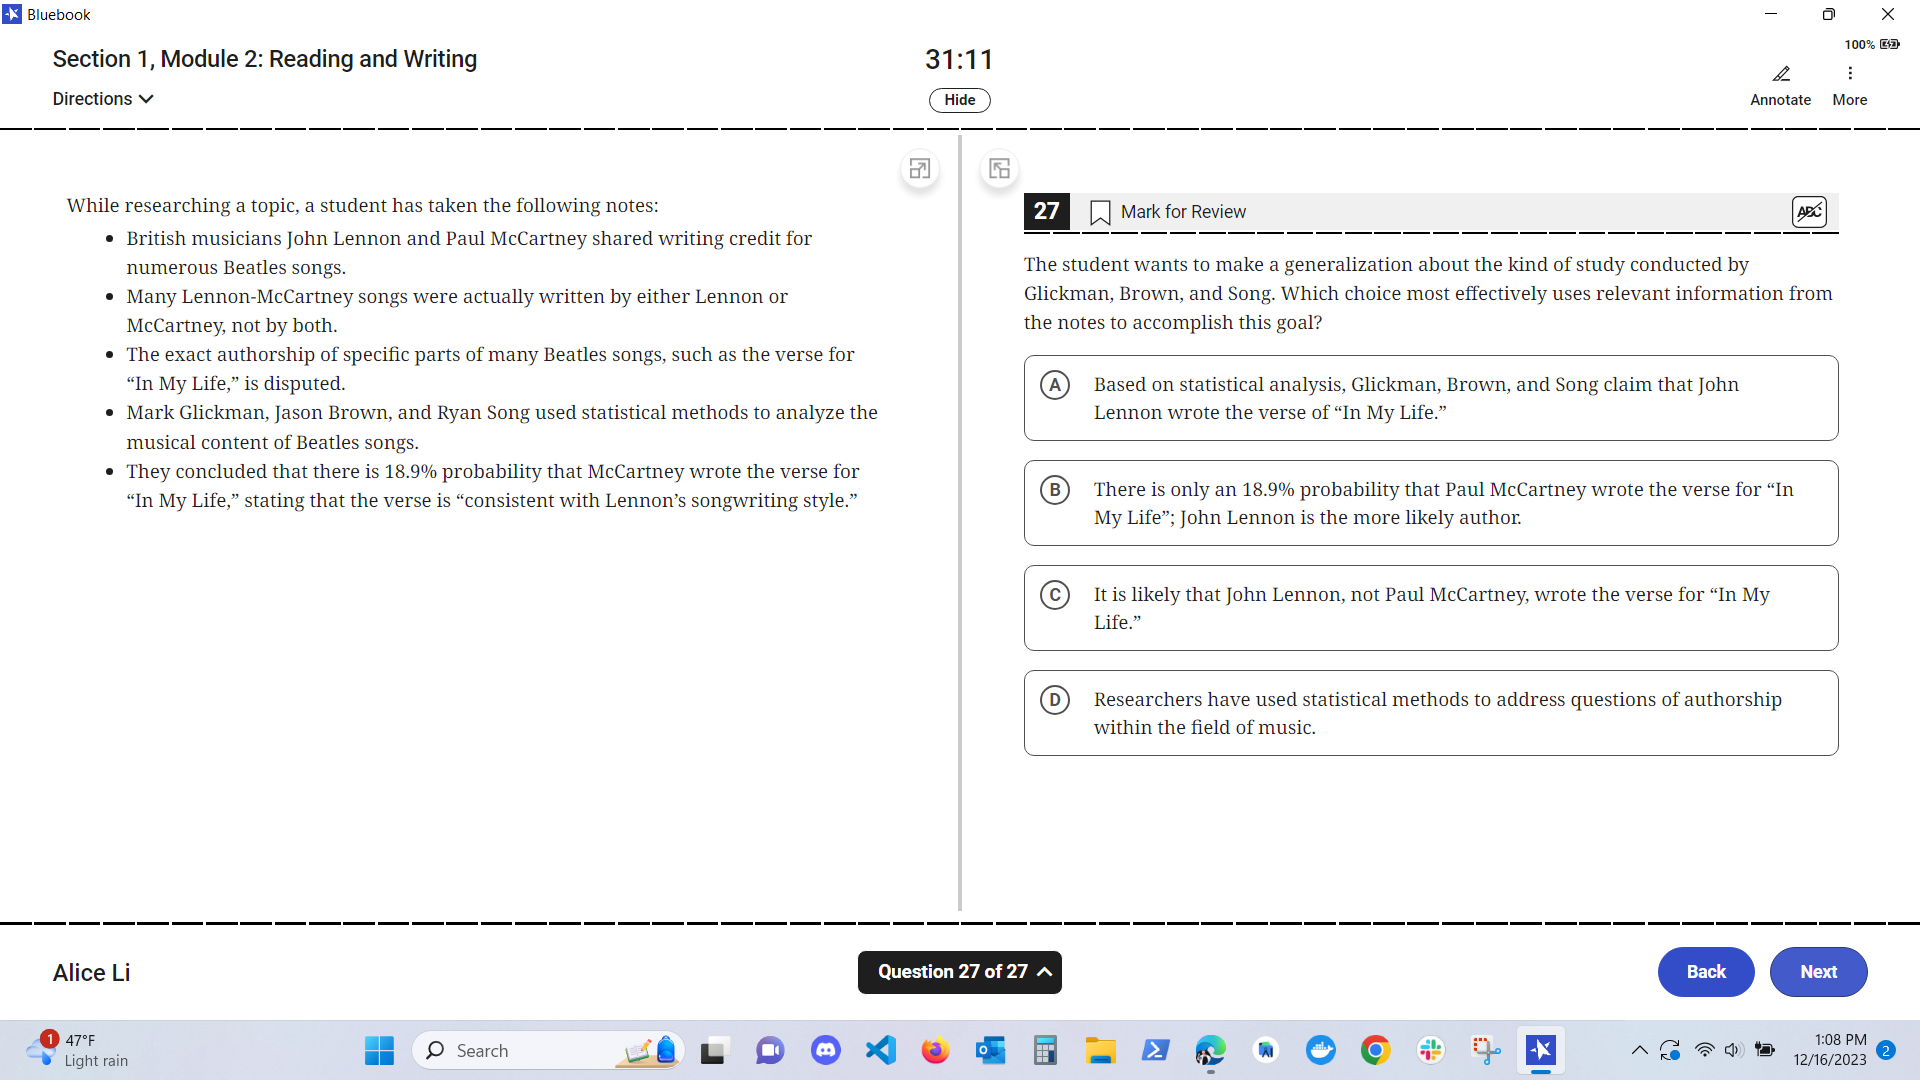 Bluebook
100%
Section 1, Module 2: Reading and Writing
31:11
Directions
Hide
Annotate
More
While researching a topic, a student has taken the following notes:
• British musicians John Lennon and Paul McCartney shared writing credit for
numerous Beatles songs.
• Many Lennon-McCartney songs were actually written by either Lennon or
McCartney, not by both.
• The exact authorship of specific parts of many Beatles songs, such as the verse for
“In My Life,” is disputed.
• Mark Glickman, Jason Brown, and Ryan Song used statistical methods to analyze the
musical content of Beatles songs.
• They concluded that there is 18.9% probability that McCartney wrote the verse for
“In My Life,” stating that the verse is “consistent with Lennon’s songwriting style.”
27 Mark for Review
ABC
The student wants to make a generalization about the kind of study conducted by
Glickman, Brown, and Song. Which choice most effectively uses relevant information from
the notes to accomplish this goal?
A Based on statistical analysis, Glickman, Brown, and Song claim that John
Lennon wrote the verse of “In My Life.”
B There is only an 18.9% probability that Paul McCartney wrote the verse for “In
My Life”; John Lennon is the more likely author.
C It is likely that John Lennon, not Paul McCartney, wrote the verse for “In My
Life.”
D Researchers have used statistical methods to address questions of authorship
within the field of music.
Alice Li
Question 27 of 27
Back
Next
1
47°F
Light rain
Search
1:08 PM
12/16/2023
2